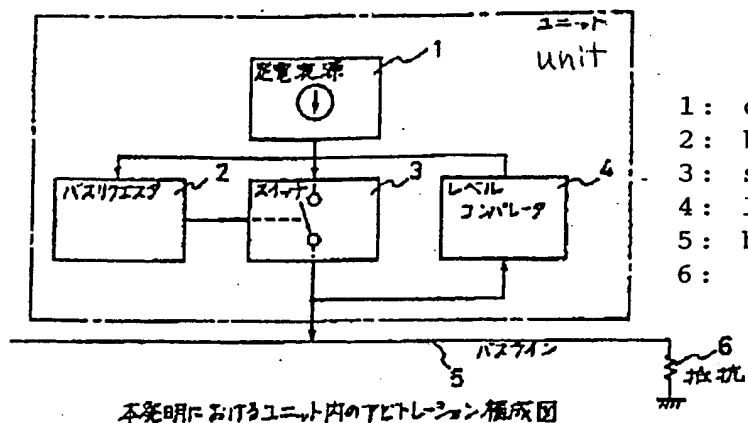 ユニット
unit
1
定電流源
1:
2:
3: s
4:
5:
6:
バスリクエスタ 2
スイッチ 3
レベル
コンパレータ
4
バスライン
5
6
抵抗
本発明におけるユニット内のアビトレーション構成図